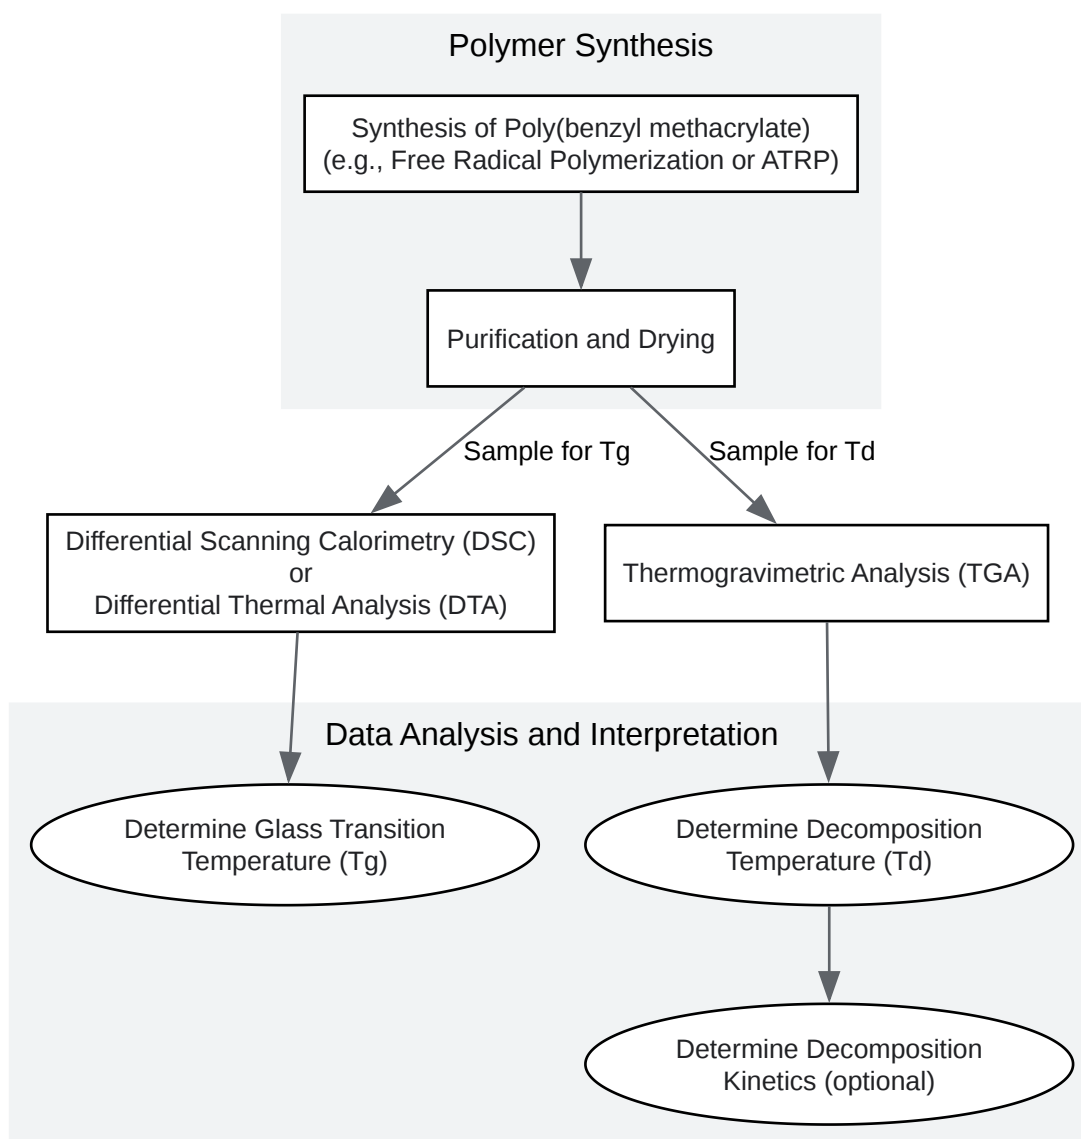 Polymer Synthesis
Synthesis of Poly(benzyl methacrylate)
(e.g., Free Radical Polymerization or ATRP)
Purification and Drying
Sample for Tg
Sample for Td
Differential Scanning Calorimetry (DSC)
or
Differential Thermal Analysis (DTA)
Thermogravimetric Analysis (TGA)
Data Analysis and Interpretation
Determine Glass Transition
Temperature (Tg)
Determine Decomposition
Temperature (Td)
Determine Decomposition
Kinetics (optional)